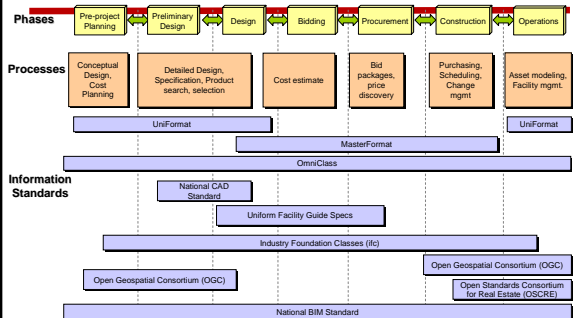 Phases
Pre-project
Planning
Preliminary
Design
Design
Bidding
Procurement
Construction
Operations
Processes
Conceptual
Design,
Cost
Planning
Detailed Design,
Specification, Product
search, selection
Cost estimate
Bid
packages,
price
discovery
Purchasing,
Scheduling,
Change
mgmt
Asset modeling,
Facility mgmt.
Information
Standards
UniFormat
UniFormat
MasterFormat
OmniClass
National CAD
Standard
Uniform Facility Guide Specs
Industry Foundation Classes (ifc)
Open Geospatial Consortium (OGC)
Open Geospatial Consortium (OGC)
Open Standards Consortium
for Real Estate (OSCRE)
National BIM Standard